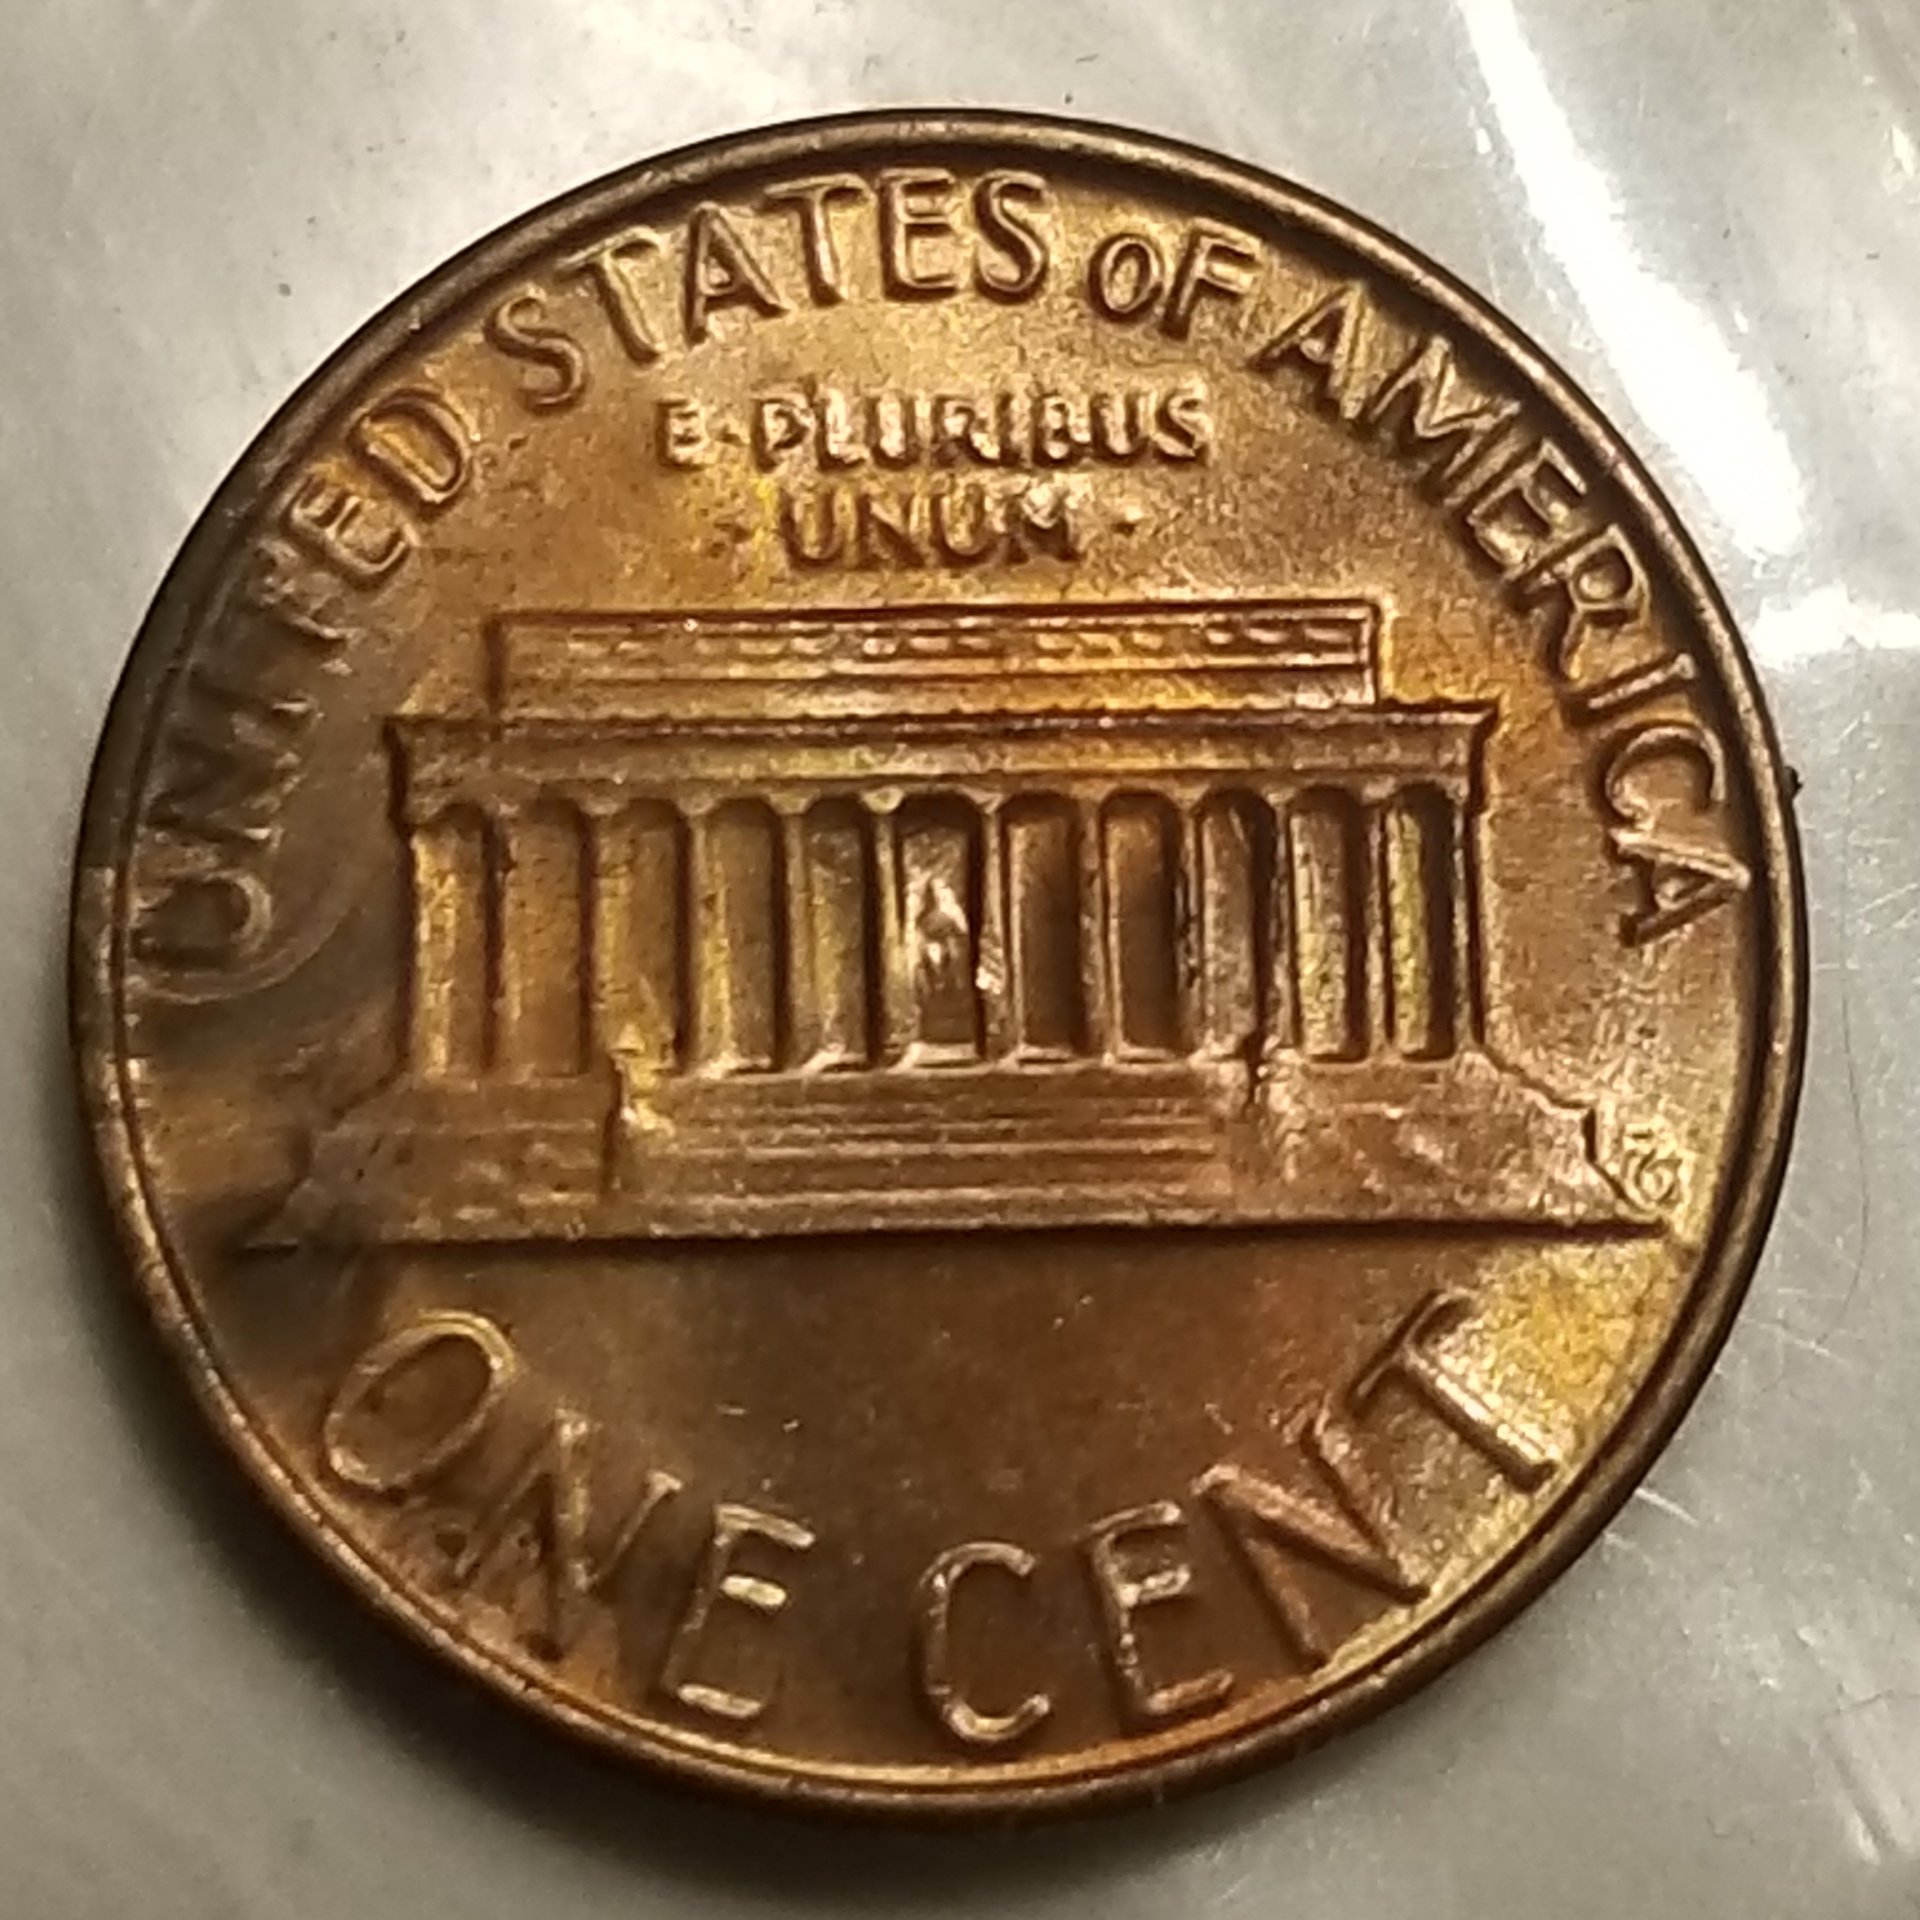 UNITED STATES OF AMERICA
E·PLURIBUS
·UNUM·
ONE CENT